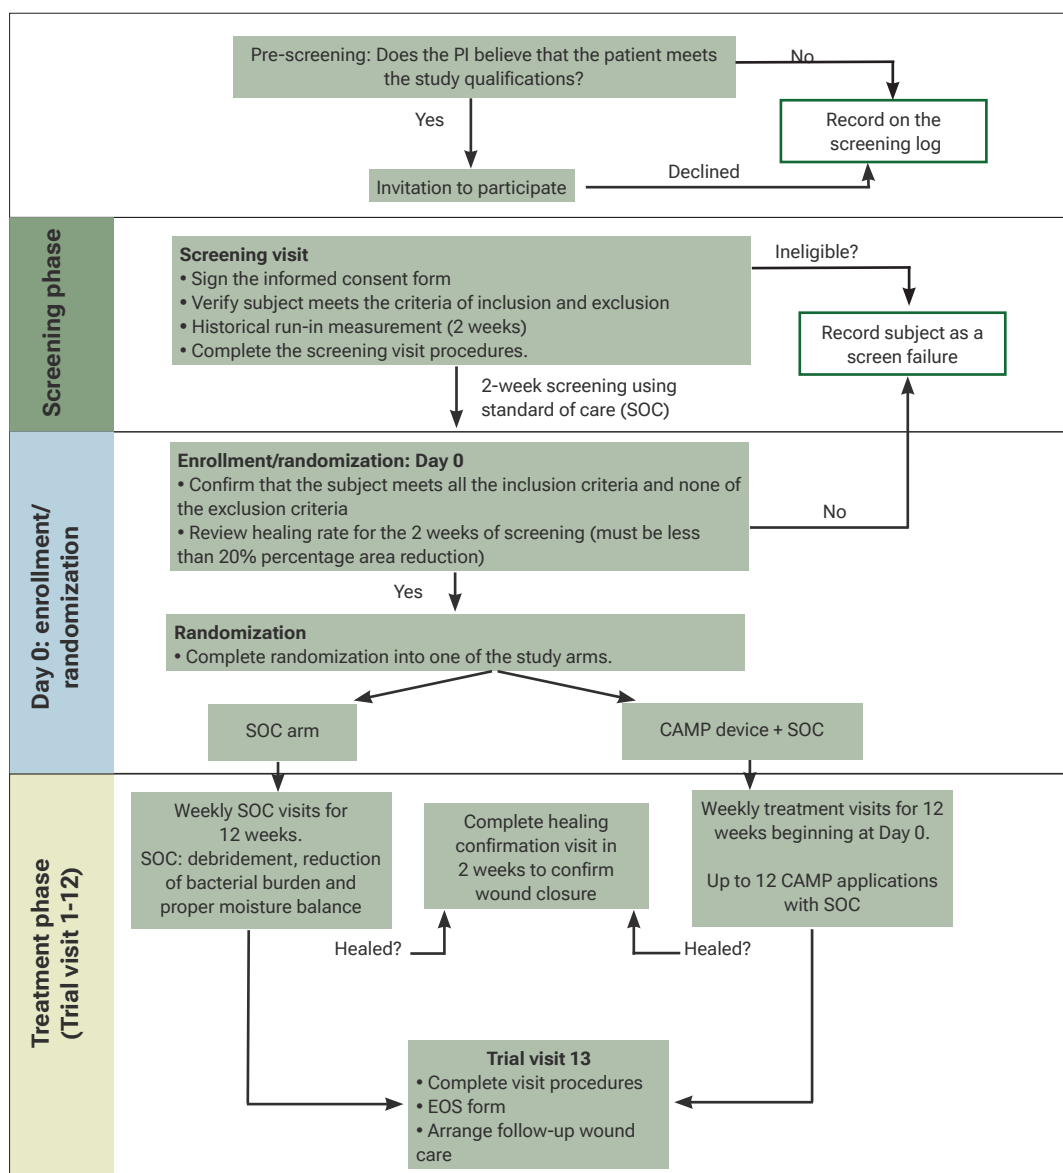 Pre-screening: Does the PI believe that the patient meets
the study qualifications?
No
Yes
Record on the
screening log
Declined
Invitation to participate
Screening phase
Screening visit
• Sign the informed consent form
• Verify subject meets the criteria of inclusion and exclusion
• Historical run-in measurement (2 weeks)
• Complete the screening visit procedures.
Ineligible?
Record subject as a
screen failure
2-week screening using
standard of care (SOC)
Day 0: enrollment/
randomization
Enrollment/randomization: Day 0
• Confirm that the subject meets all the inclusion criteria and none of
the exclusion criteria
• Review healing rate for the 2 weeks of screening (must be less
than 20% percentage area reduction)
No
Yes
Randomization
• Complete randomization into one of the study arms.
SOC arm
CAMP device + SOC
Treatment phase
(Trial visit 1-12)
Weekly SOC visits for
12 weeks.
SOC: debridement, reduction
of bacterial burden and
proper moisture balance
Complete healing
confirmation visit in
2 weeks to confirm
wound closure
Weekly treatment visits for 12
weeks beginning at Day 0.
Up to 12 CAMP applications
with SOC
Healed?
Healed?
Trial visit 13
• Complete visit procedures
• EOS form
• Arrange follow-up wound
care